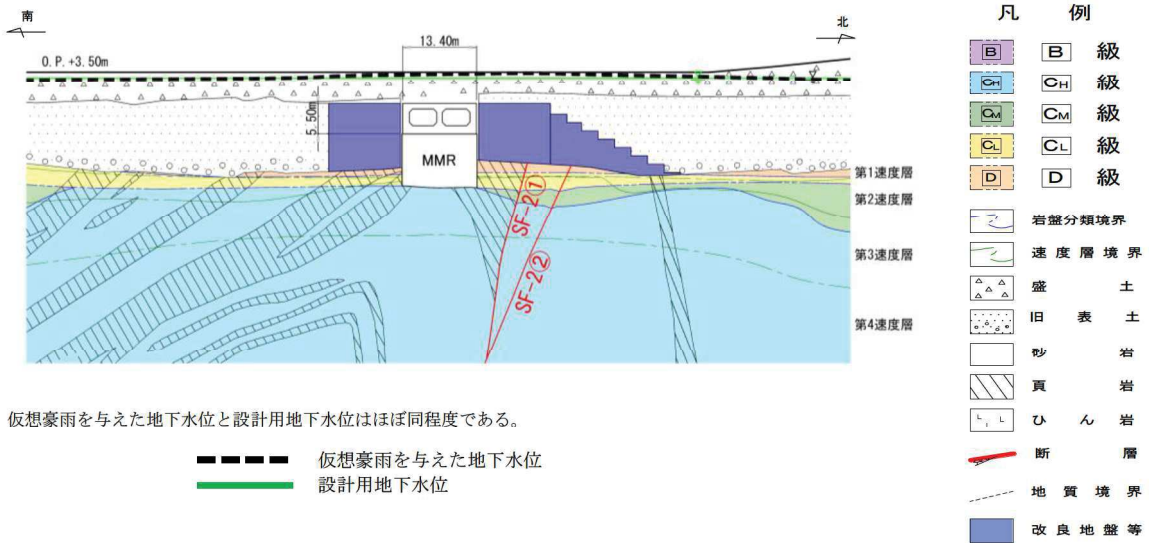 南
北
13.40m
O.P.+3.50m
5.50m
MMR
SF-2①
SF-2②
第1速度層
第2速度層
第3速度層
第4速度層
仮想豪雨を与えた地下水位と設計用地下水位はほぼ同程度である。
仮想豪雨を与えた地下水位
設計用地下水位
凡 例
B B 級
CH CH 級
CM CM 級
CL CL 級
D D 級
岩盤分類境界
速度層境界
盛土
旧表土
砂岩
頁岩
ひん岩
断層
地質境界
改良地盤等